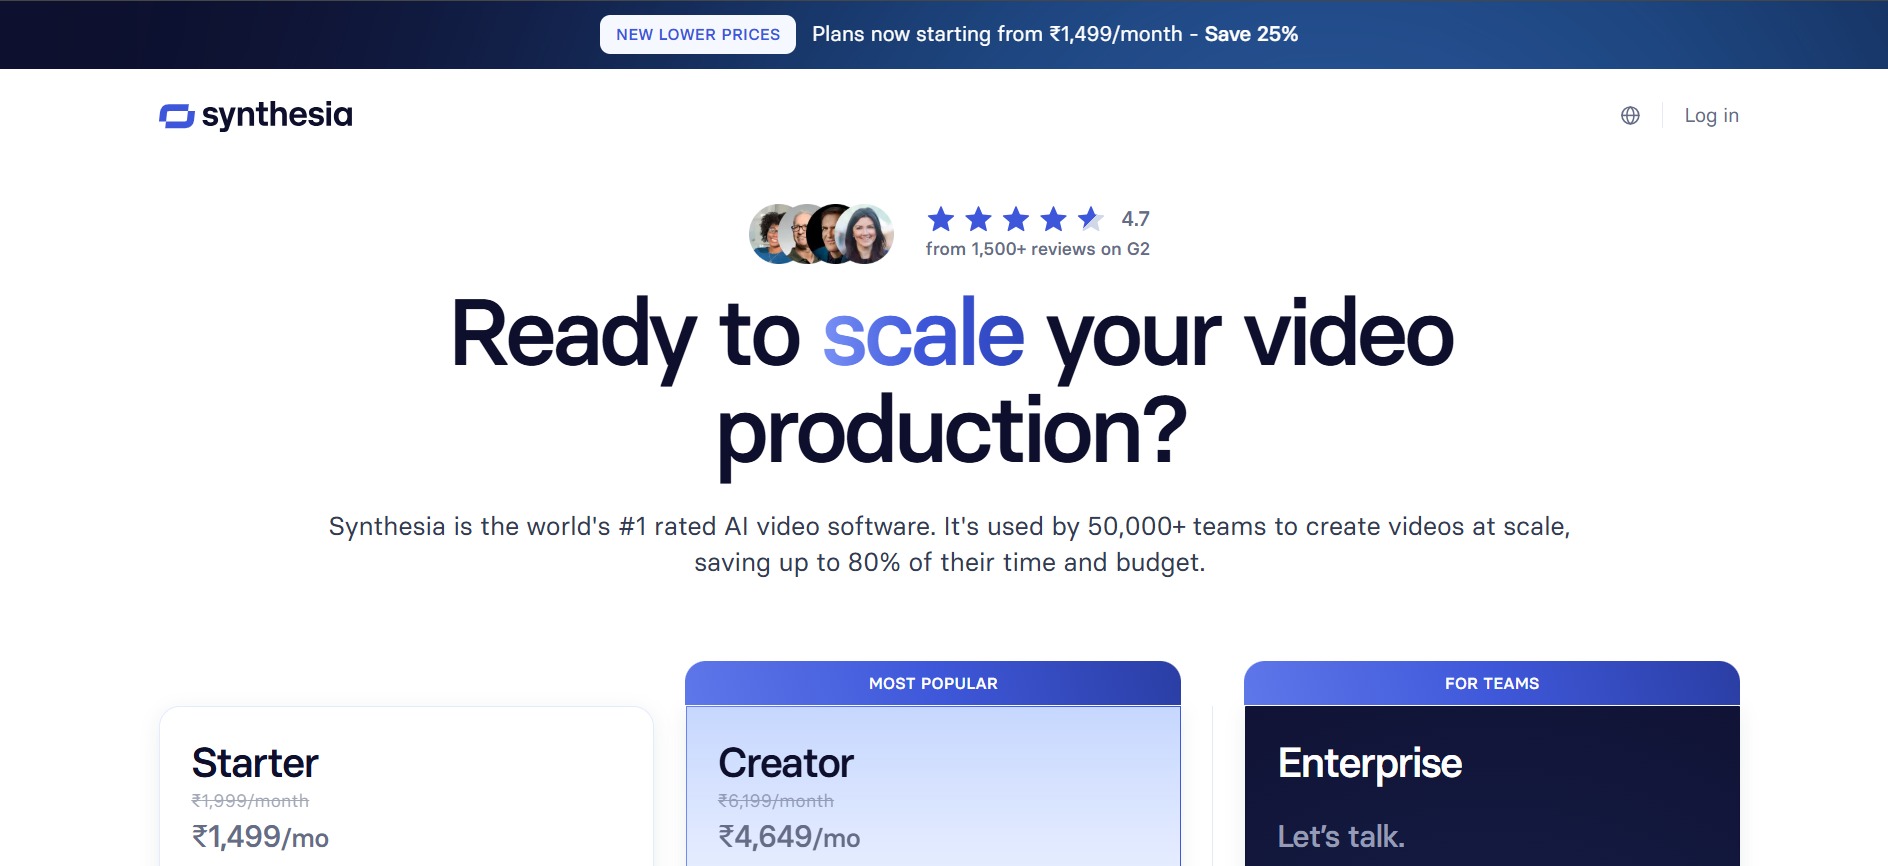 NEW LOWER PRICES Plans now starting from ₹1,499/month - Save 25%
synthesia
Log in
4.7
from 1,500+ reviews on G2
Ready to scale your video
production?
Synthesia is the world's #1 rated AI video software. It's used by 50,000+ teams to create videos at scale,
saving up to 80% of their time and budget.
Starter
₹1,999/month
₹1,499/mo
MOST POPULAR
Creator
₹6,199/month
₹4,649/mo
FOR TEAMS
Enterprise
Let’s talk.